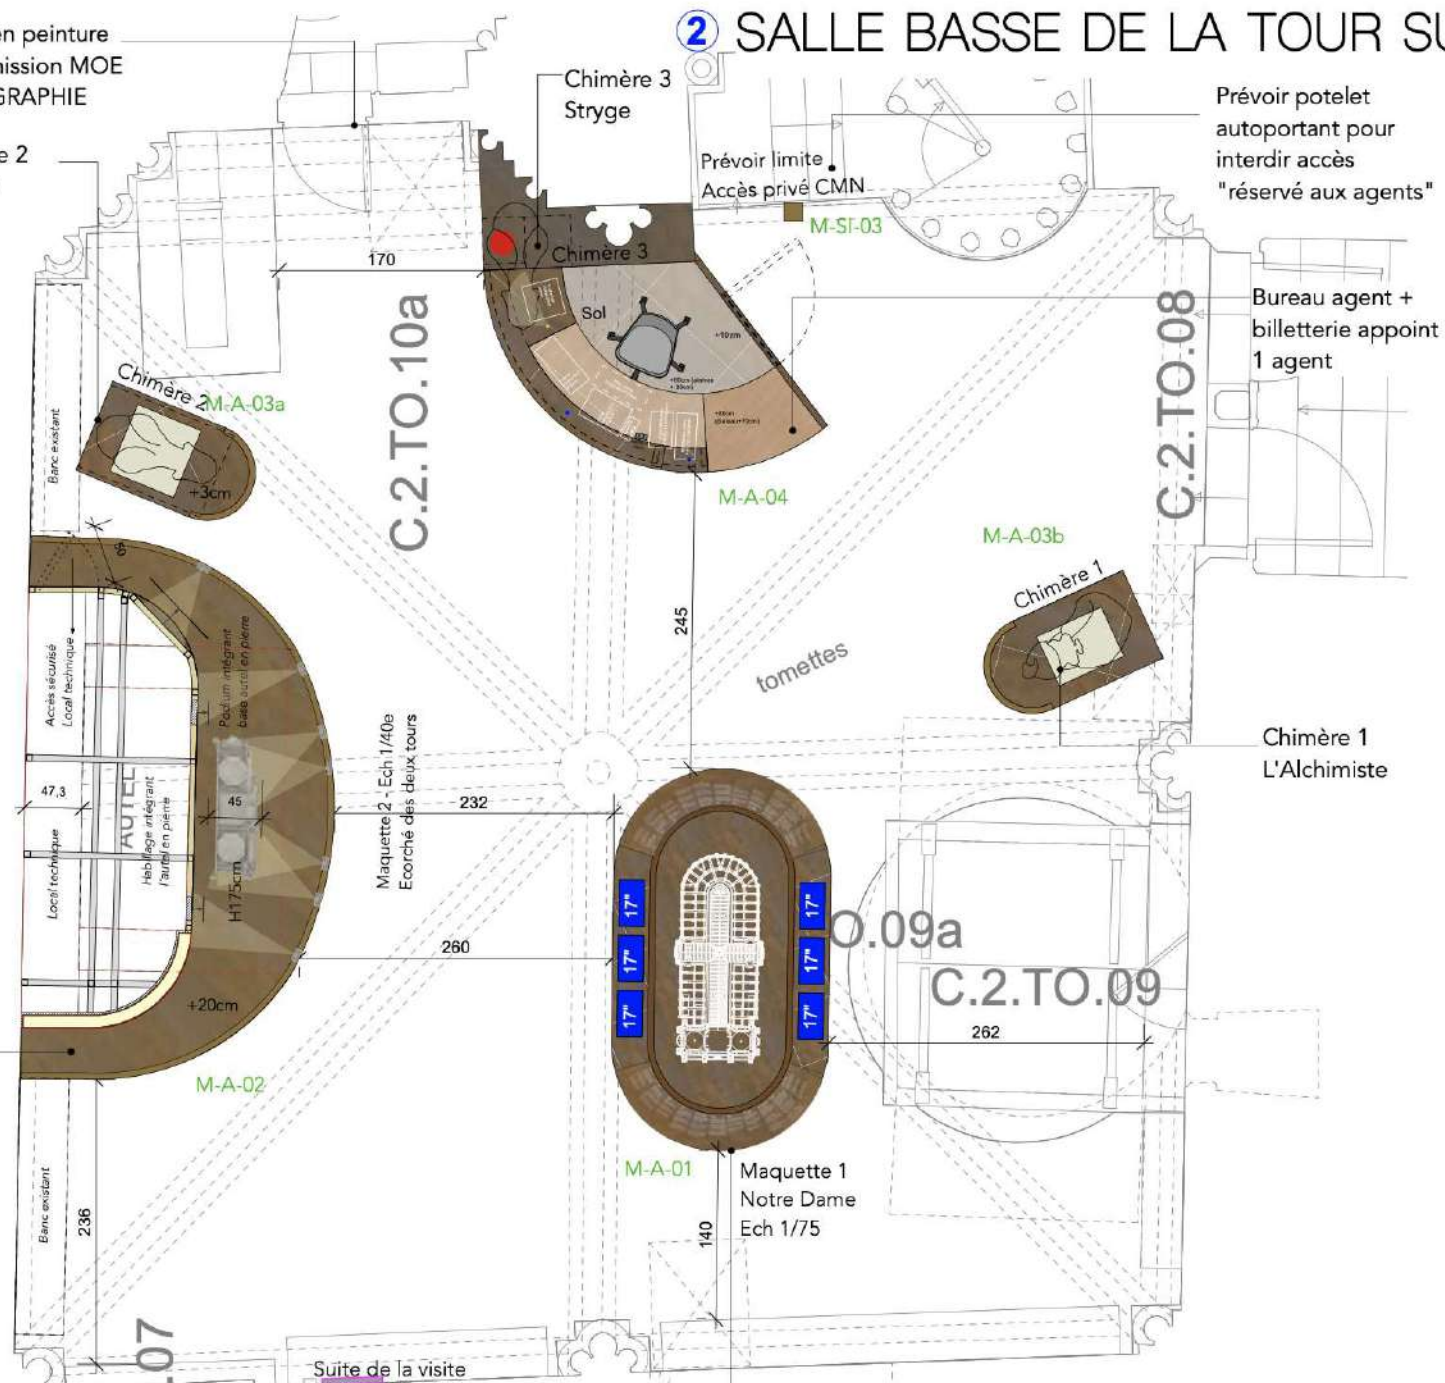 en peinture
mission MOE
GRAPHIE
2 SALLE BASSE DE LA TOUR SU
Chimère 3
Stryge
Prévoir limite
Accès privé CMN
M-SI-03
Prévoir potelet
autoportant pour
interdir accès
"réservé aux agents"
e 2
170
Chimère 3
Sol
+10cm
C.2.TO.10a
C.2.TO.08
Bureau agent +
billetterie appoint
1 agent
Chimère 2
M-A-03a
+3cm
Banc existant
M-A-04
M-A-03b
Chimère 1
50
245
tomettes
Accès sécurisé
Local technique
Podium intégrant
base autel en pierre
Maquette 2 - Ech 1/40e
Ecorché des deux tours
Chimère 1
L'Alchimiste
47,3
AUTEL
Habillage intégrant
l'autel en pierre
45
232
Local technique
H175cm
17"
17"
17"
17"
17"
17"
O.09a
C.2.TO.09
260
262
+20cm
M-A-02
M-A-01
Maquette 1
Notre Dame
Ech 1/75
140
Banc existant
236
.07
Suite de la visite